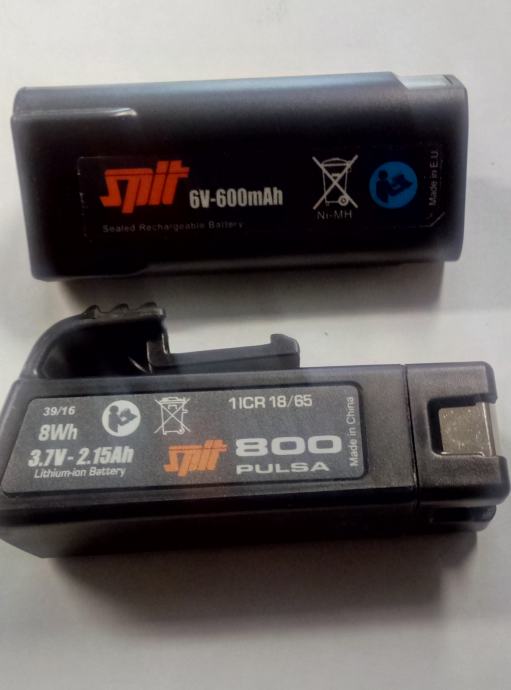 Spit
6V-600mAh
Sealed Rechargeable Battery
Ni-MH
Made in E.U.
39/16
8Wh
3.7V - 2.15Ah
Lithium-ion Battery
1ICR 18/65
Spit
800
PULSA
Made in China